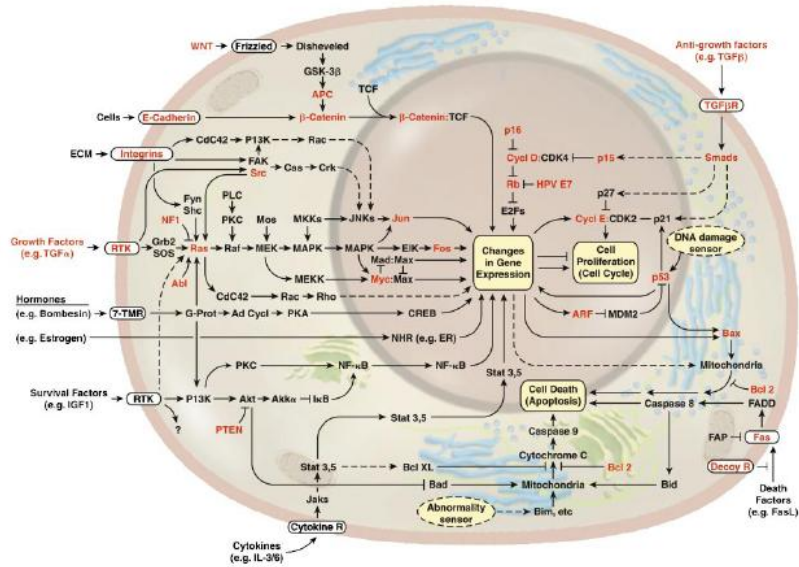 WNT
Frizzled
Disheveled
GSK-3β
APC
TCF
Anti-growth factors
(e.g. TGFβ)
TGFβR
Cells
E-Cadherin
β-Catenin
β-Catenin:TCF
p16
CdC42
P13K
Rac
Cycl D:CDK4
p15
Smads
ECM
Integrins
FAK
Src
Cas
Crk
Rb
HPV E7
p27
Fyn
Shc
PLC
E2Fs
NF1
PKC
Mos
MKKs
JNKs
Jun
Cycl E:CDK2
p21
Growth Factors
(e.g. TGFα)
RTK
Grb2
SOS
Ras
Raf
MEK
MAPK
MAPK
ElK
Fos
Changes
in Gene
Expression
Cell
Proliferation
(Cell Cycle)
DNA damage
sensor
Mad:Max
Abl
MEKK
Myc:Max
p53
CdC42
Rac
Rho
Hormones
(e.g. Bombesin)
7-TMR
G-Prot
Ad Cycl
PKA
CREB
ARF
MDM2
(e.g. Estrogen)
NHR (e.g. ER)
Bax
PKC
NF-κB
NF-κB
Stat 3,5
Mitochondria
Survival Factors
(e.g. IGF1)
RTK
P13K
Akt
Akkα
IκB
Cell Death
(Apoptosis)
Bcl 2
Caspase 8
FADD
?
PTEN
Stat 3,5
Caspase 9
FAP
Fas
Cytochrome C
Stat 3,5
Bcl XL
Bcl 2
Decoy R
Bad
Mitochondria
Bid
Death
Factors
(e.g. FasL)
Jaks
Abnormality
sensor
Bim, etc
Cytokine R
Cytokines
(e.g. IL-3/6)